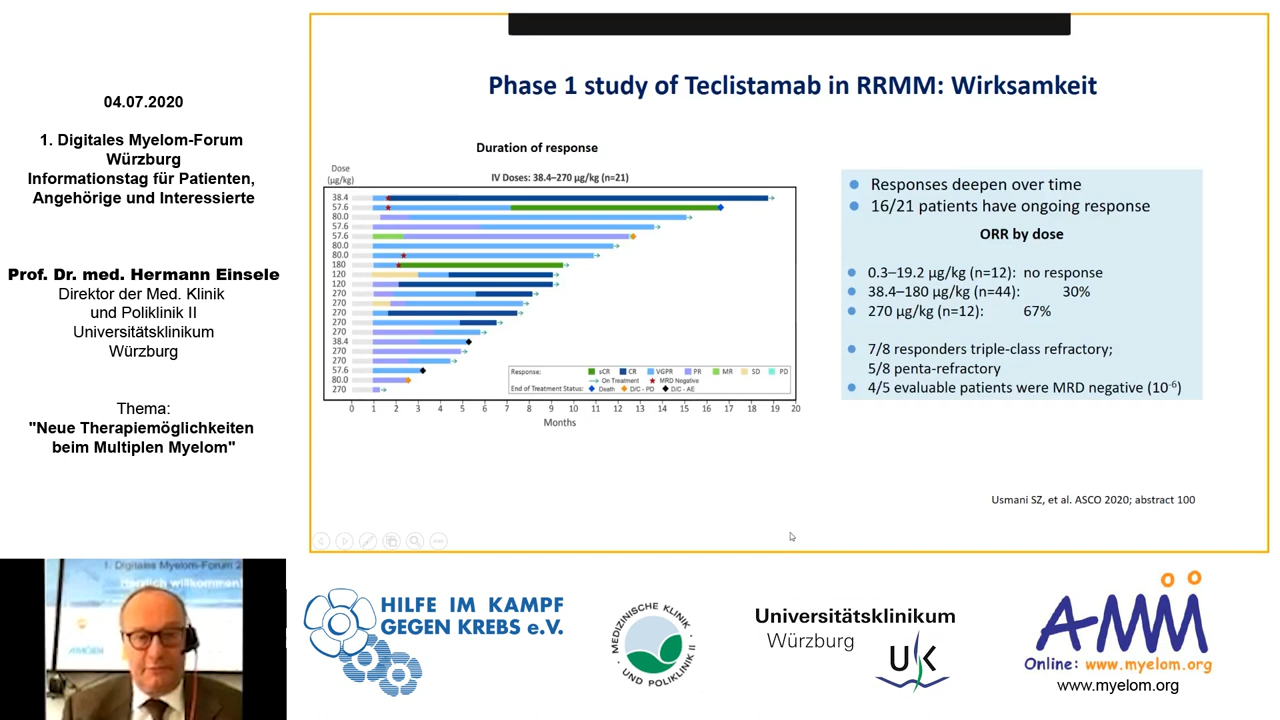 04.07.2020
1. Digitales Myelom-Forum
Würzburg
Informationstag für Patienten,
Angehörige und Interessierte
Prof. Dr. med. Hermann Einsele
Direktor der Med. Klinik
und Poliklinik II
Universitätsklinikum
Würzburg
Thema:
"Neue Therapiemöglichkeiten
beim Multiplen Myelom"
Phase 1 study of Teclistamab in RRMM: Wirksamkeit
Duration of response
Dose
(µg/kg)
IV Doses: 38.4–270 µg/kg (n=21)
38.4
57.6
80.0
57.6
57.6
80.0
80.0
180
120
120
270
270
270
270
270
38.4
270
270
57.6
80.0
270
Response: sCR CR VGPR PR MR SD PD
On Treatment MRD Negative
End of Treatment Status: Death D/C - PD D/C - AE
0 1 2 3 4 5 6 7 8 9 10 11 12 13 14 15 16 17 18 19 20
Months
Responses deepen over time
16/21 patients have ongoing response
ORR by dose
0.3–19.2 µg/kg (n=12): no response
38.4–180 µg/kg (n=44): 30%
270 µg/kg (n=12): 67%
7/8 responders triple-class refractory;
5/8 penta-refractory
4/5 evaluable patients were MRD negative (10⁻⁶)
Usmani SZ, et al. ASCO 2020; abstract 100
I. Digitales Myelom-Forum 2
Herzlich willkommen!
AMGEN
HILFE IM KAMPF
GEGEN KREBS e.V.
MEDIZINISCHE KLINIK
UND POLIKLINIK II
Universitätsklinikum
Würzburg
UK
AMM
Online: www.myelom.org
www.myelom.org